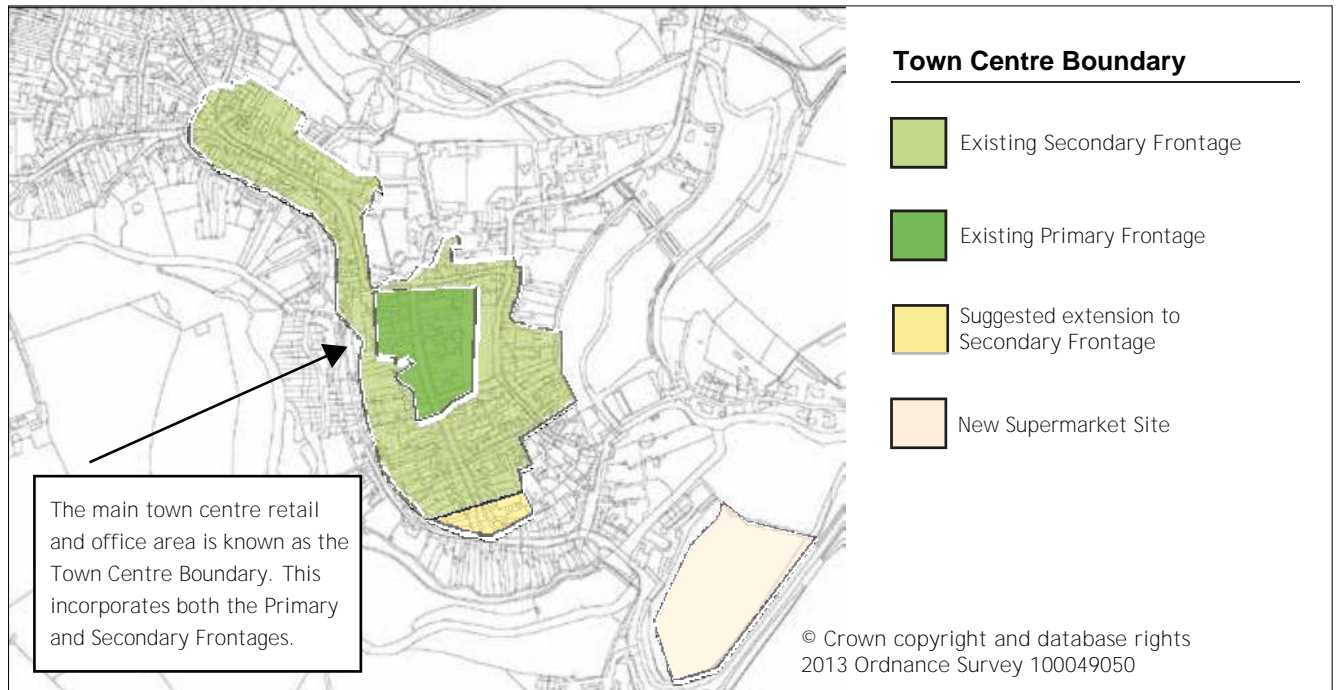 Town Centre Boundary
Existing Secondary Frontage
Existing Primary Frontage
Suggested extension to
Secondary Frontage
New Supermarket Site
The main town centre retail
and office area is known as the
Town Centre Boundary. This
incorporates both the Primary
and Secondary Frontages.
© Crown copyright and database rights
2013 Ordnance Survey 100049050